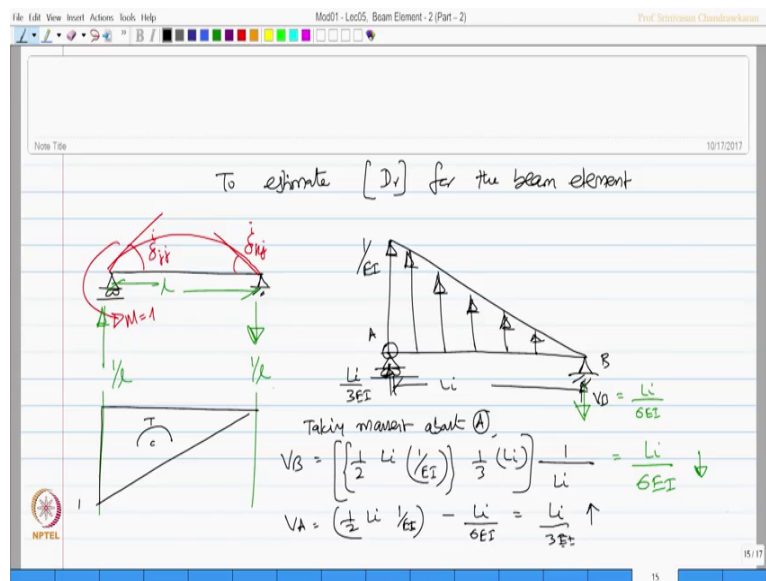 File Edit View Insert Actions Tools Help
Mod01 - Lec05, Beam Element - 2 (Part – 2)
Prof Srinivasan Chandrasekaran
B I
Note Title
10/17/2017
To estimate [Dr] for the beam element
δ^i_jj
δ^i_kj
l
M=1
1/l
1/l
T
c
1
1/EI
A
B
Li/3EI
Li
VB = Li/6EI
Taking moment about A
VB = [{1/2 Li (1/EI)} 1/3 (Li)] 1/Li = Li/6EI ↓
VA = (1/2 Li 1/EI) - Li/6EI = Li/3EI ↑
NPTEL
15/17
15